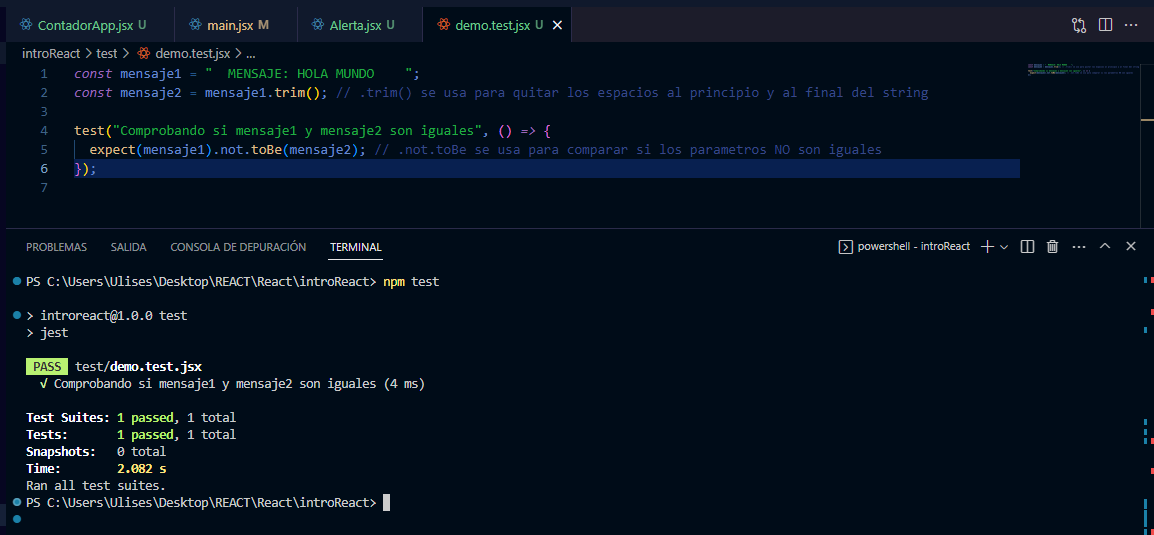 ContadorApp.jsx U main.jsx M Alerta.jsx U demo.test.jsx U
introReact > test > demo.test.jsx > ...
1 const mensaje1 = "  MENSAJE: HOLA MUNDO    ";
2 const mensaje2 = mensaje1.trim(); // .trim() se usa para quitar los espacios al principio y al final del string
3
4 test("Comprobando si mensaje1 y mensaje2 son iguales", () => {
5   expect(mensaje1).not.toBe(mensaje2); // .not.toBe se usa para comparar si los parametros NO son iguales
6 });
7
PROBLEMAS SALIDA CONSOLA DE DEPURACIÓN TERMINAL powershell - introReact
PS C:\Users\Ulises\Desktop\REACT\React\introReact> npm test
> introreact@1.0.0 test
> jest
PASS test/demo.test.jsx
√ Comprobando si mensaje1 y mensaje2 son iguales (4 ms)
Test Suites: 1 passed, 1 total
Tests:       1 passed, 1 total
Snapshots:   0 total
Time:        2.082 s
Ran all test suites.
PS C:\Users\Ulises\Desktop\REACT\React\introReact>